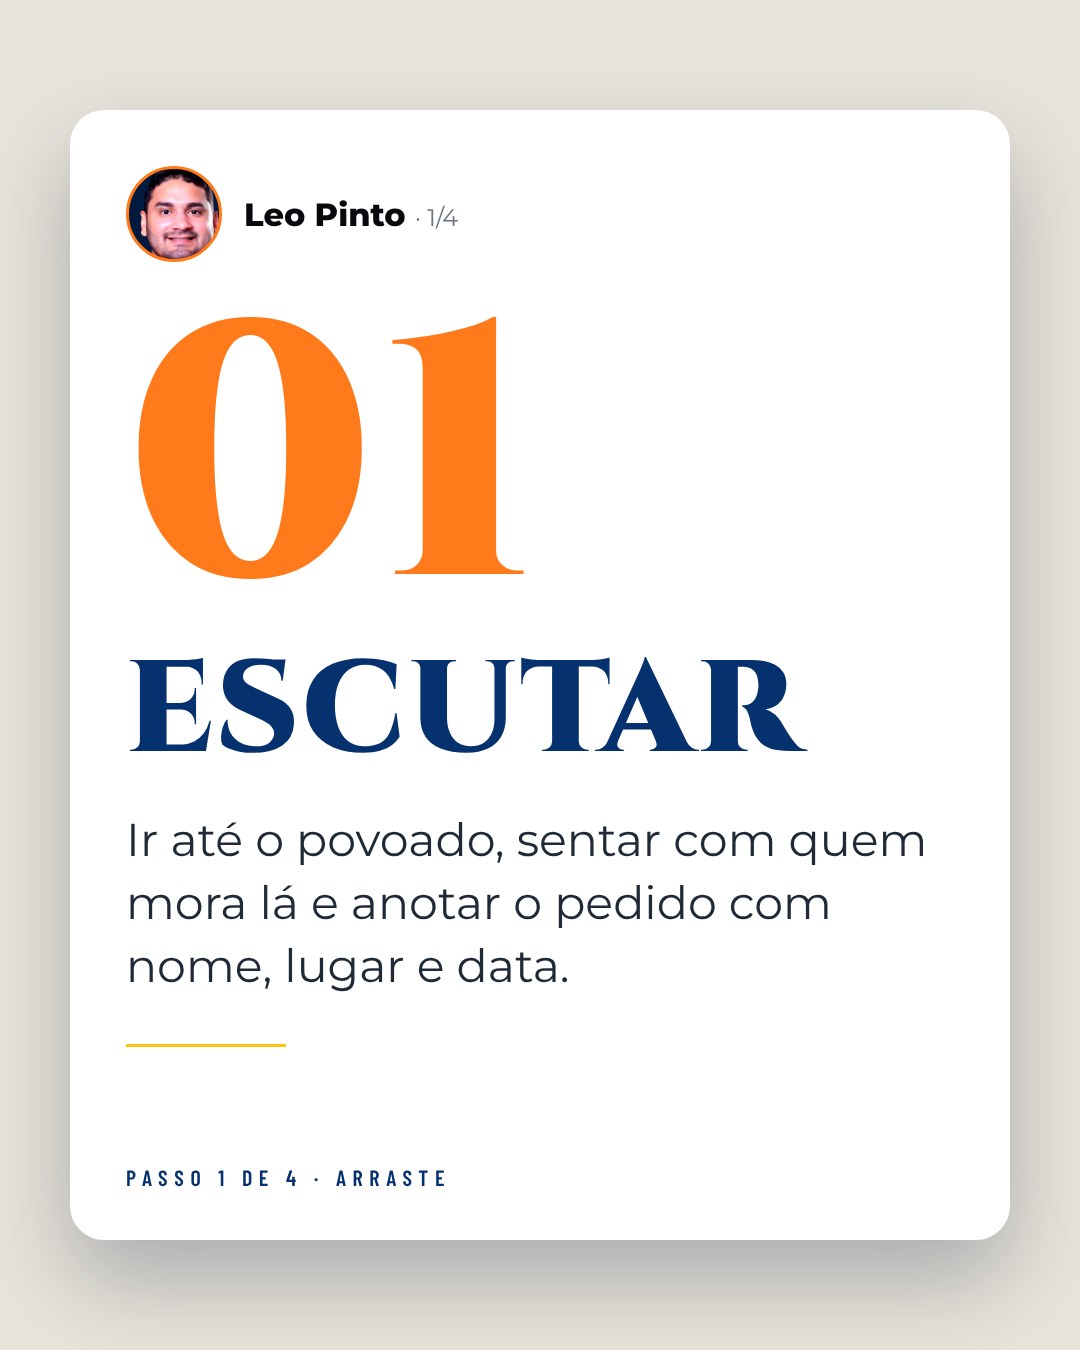 Leo Pinto · 1/4
01
ESCUTAR
Ir até o povoado, sentar com quem
mora lá e anotar o pedido com
nome, lugar e data.
PASSO 1 DE 4 · ARRASTE